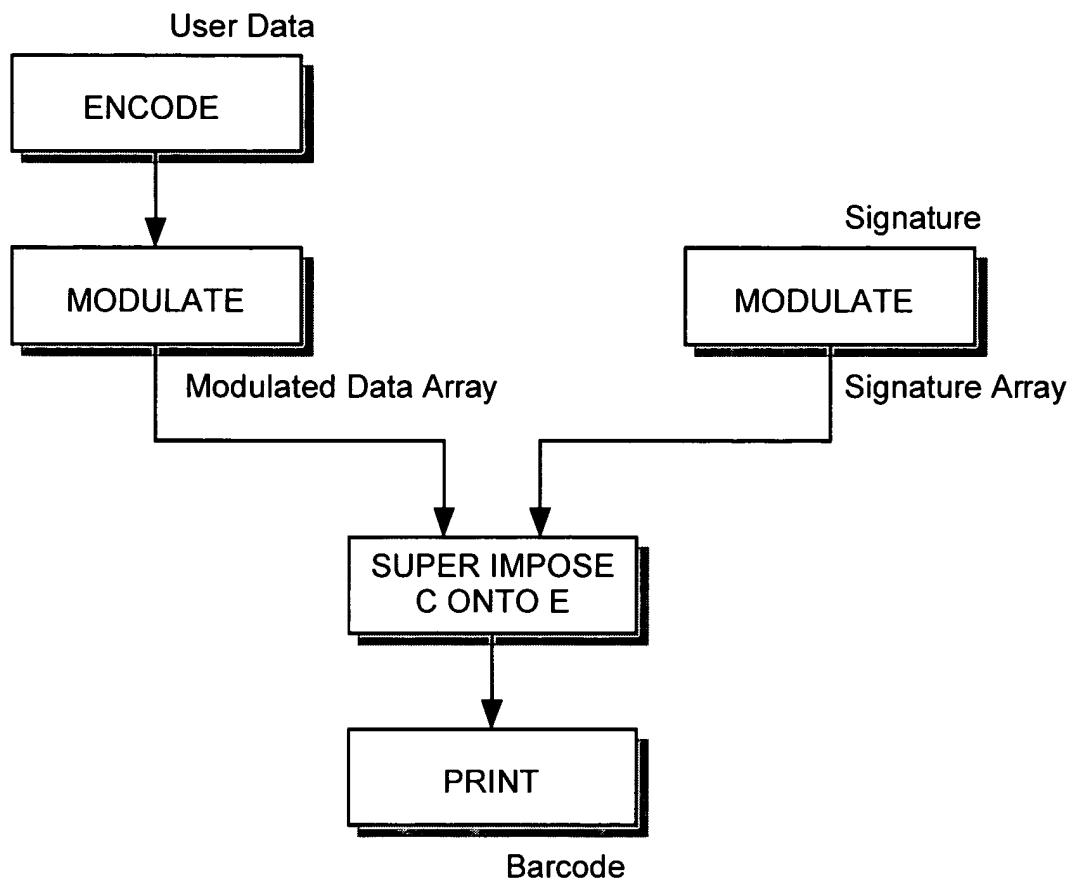 User Data
ENCODE
Signature
MODULATE
MODULATE
Modulated Data Array
Signature Array
SUPER IMPOSE
C ONTO E
PRINT
Barcode